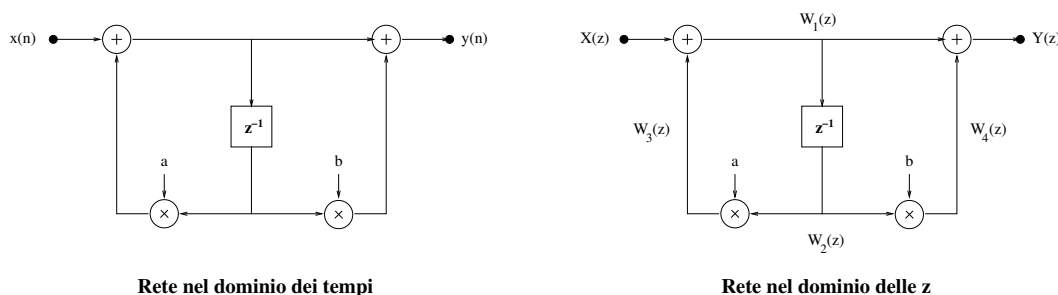 x(n)
y(n)
z⁻¹
a
b
Rete nel dominio dei tempi
W₁(z)
X(z)
Y(z)
W₃(z)
z⁻¹
W₄(z)
a
b
W₂(z)
Rete nel dominio delle z